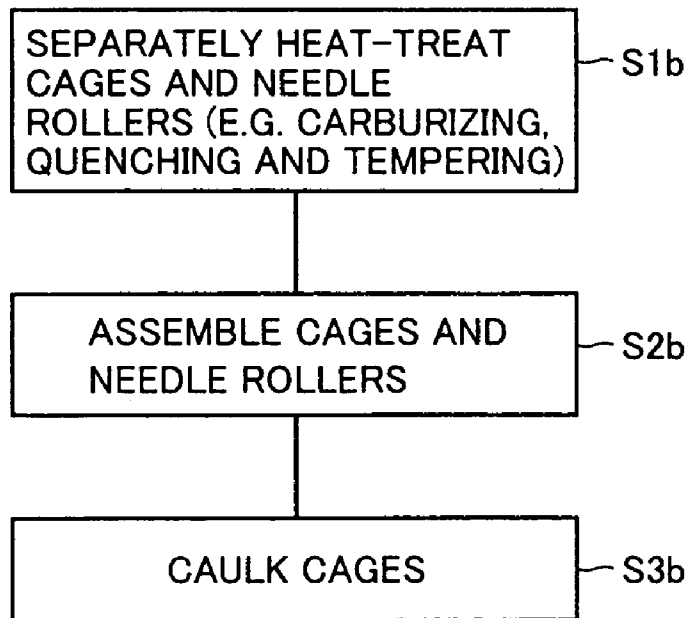 SEPARATELY HEAT-TREAT
CAGES AND NEEDLE
ROLLERS (E.G. CARBURIZING,
QUENCHING AND TEMPERING)
S1b
ASSEMBLE CAGES AND
NEEDLE ROLLERS
S2b
CAULK CAGES
S3b